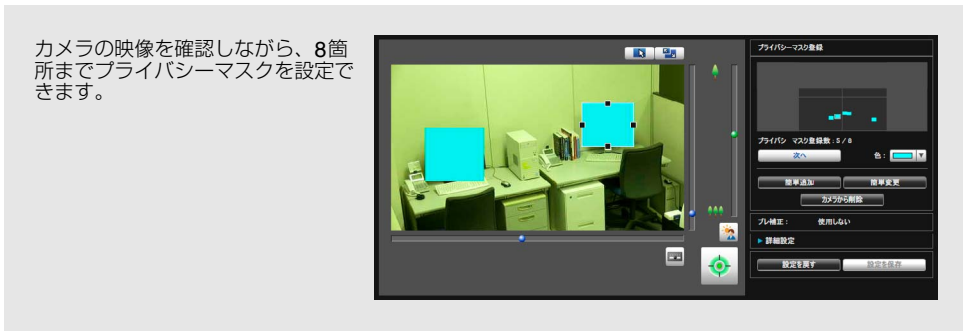 カメラの映像を確認しながら、8箇
所までプライバシーマスクを設定で
きます。
プライバシーマスク登録
プライバシ マスク登録数:5/8
次へ
色:
簡単追加
簡単変更
カメラから削除
ブレ補正: 使用しない
詳細設定
設定を戻す
設定を保存